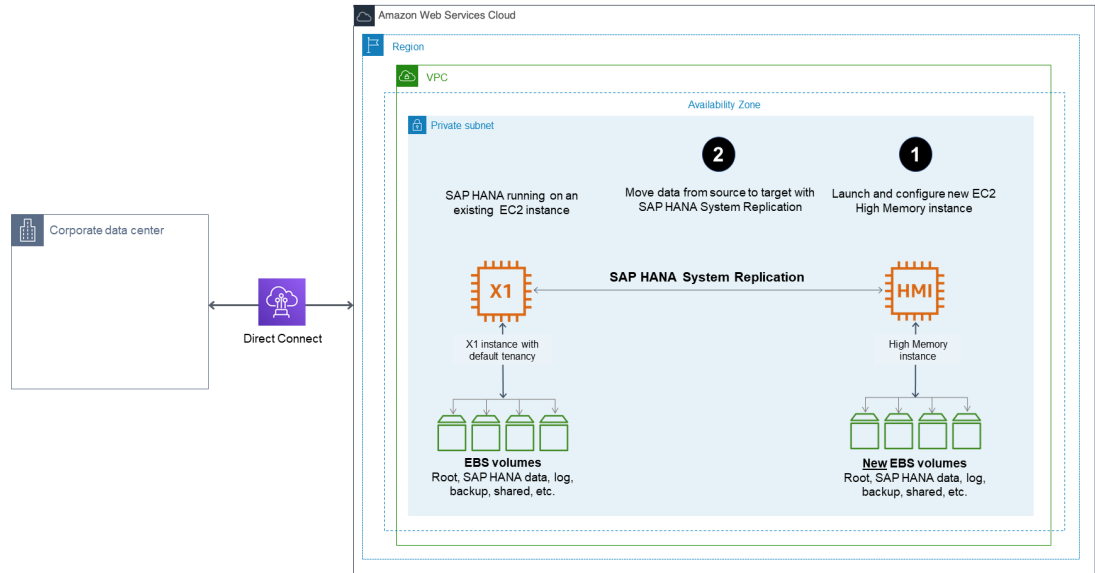 Amazon Web Services Cloud
Region
VPC
Availability Zone
Private subnet
2
1
SAP HANA running on an
existing EC2 instance
Move data from source to target with
SAP HANA System Replication
Launch and configure new EC2
High Memory instance
Corporate data center
Direct Connect
X1
SAP HANA System Replication
HMI
X1 instance with
default tenancy
High Memory
instance
EBS volumes
Root, SAP HANA data, log,
backup, shared, etc.
New EBS volumes
Root, SAP HANA data, log,
backup, shared, etc.